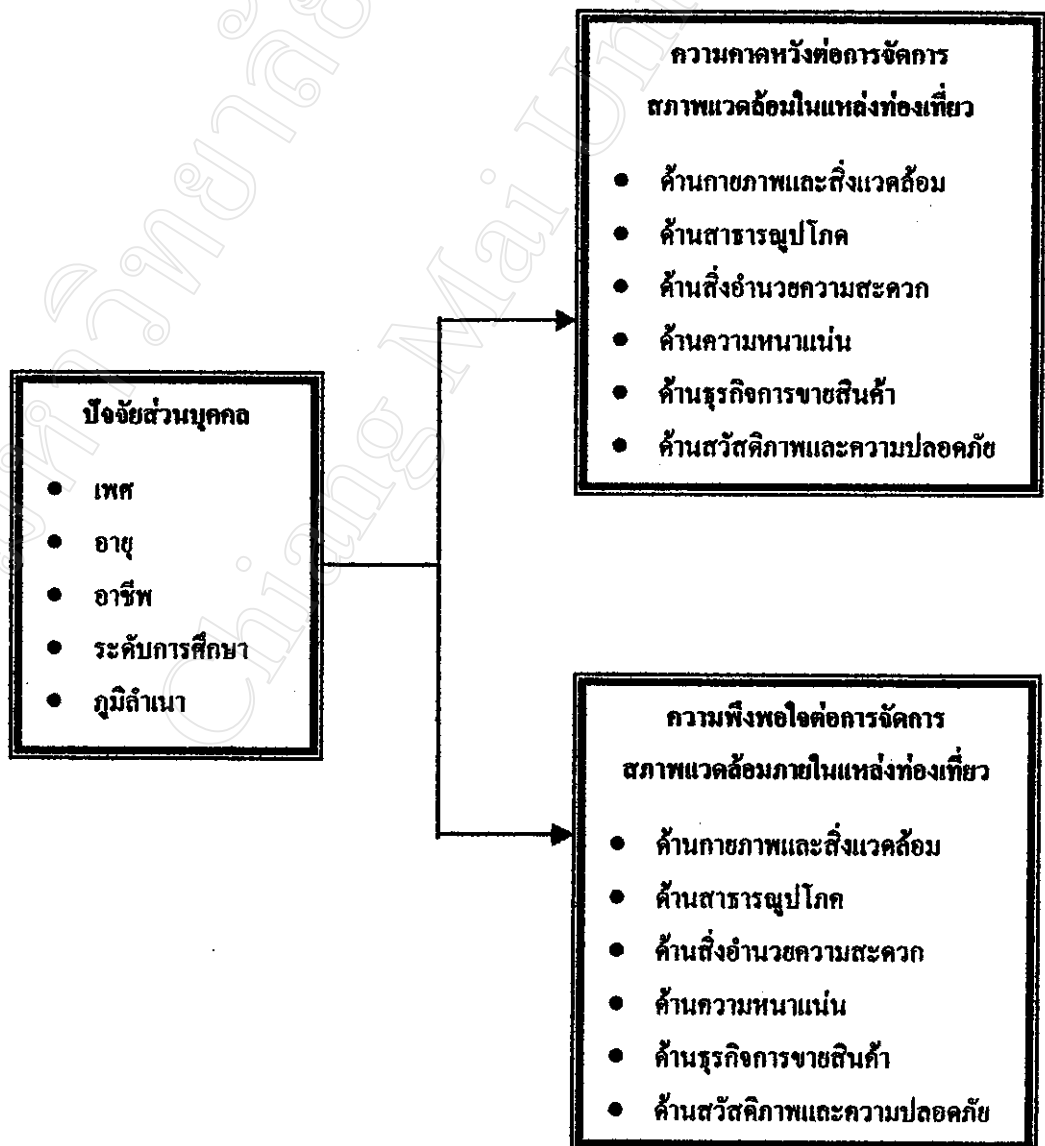 ความคาดหวังต่อการจัดการ
สภาพแวดล้อมในแหล่งท่องเที่ยว
● ด้านกายภาพและสิ่งแวดล้อม
● ด้านสาธารณูปโภค
● ด้านสิ่งอำนวยความสะดวก
● ด้านความหนาแน่น
● ด้านธุรกิจการขายสินค้า
● ด้านสวัสดิภาพและความปลอดภัย
ปัจจัยส่วนบุคคล
● เพศ
● อายุ
● อาชีพ
● ระดับการศึกษา
● ภูมิลำเนา
ความพึงพอใจต่อการจัดการ
สภาพแวดล้อมภายในแหล่งท่องเที่ยว
● ด้านกายภาพและสิ่งแวดล้อม
● ด้านสาธารณูปโภค
● ด้านสิ่งอำนวยความสะดวก
● ด้านความหนาแน่น
● ด้านธุรกิจการขายสินค้า
● ด้านสวัสดิภาพและความปลอดภัย
Chiang Mai